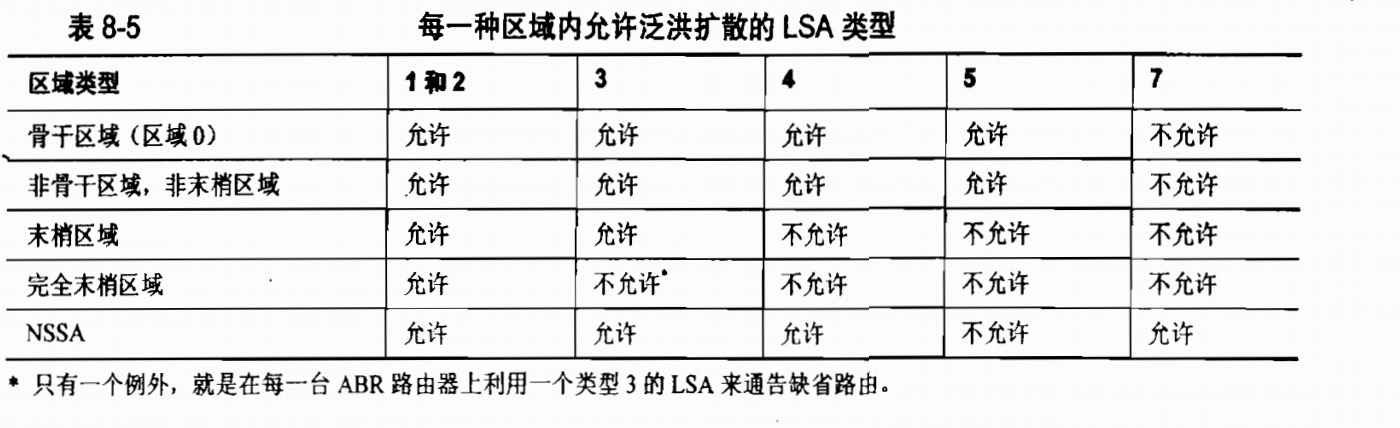 表 8-5 每一种区域内允许泛洪扩散的 LSA 类型
区域类型 1 和 2 3 4 5 7
骨干区域（区域 0） 允许 允许 允许 允许 不允许
非骨干区域，非末梢区域 允许 允许 允许 允许 不允许
末梢区域 允许 允许 不允许 不允许 不允许
完全末梢区域 允许 不允许* 不允许 不允许 不允许
NSSA 允许 允许 允许 不允许 允许
* 只有一个例外，就是在每一台 ABR 路由器上利用一个类型 3 的 LSA 来通告缺省路由。